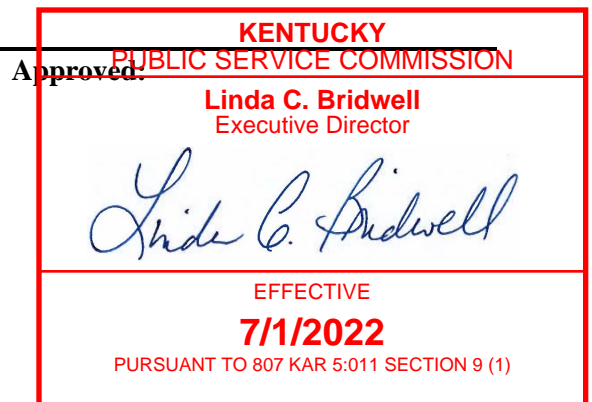 KENTUCKY
PUBLIC SERVICE COMMISSION
Approved:
Linda C. Bridwell
Executive Director
Linda C. Bridwell
EFFECTIVE
7/1/2022
PURSUANT TO 807 KAR 5:011 SECTION 9 (1)